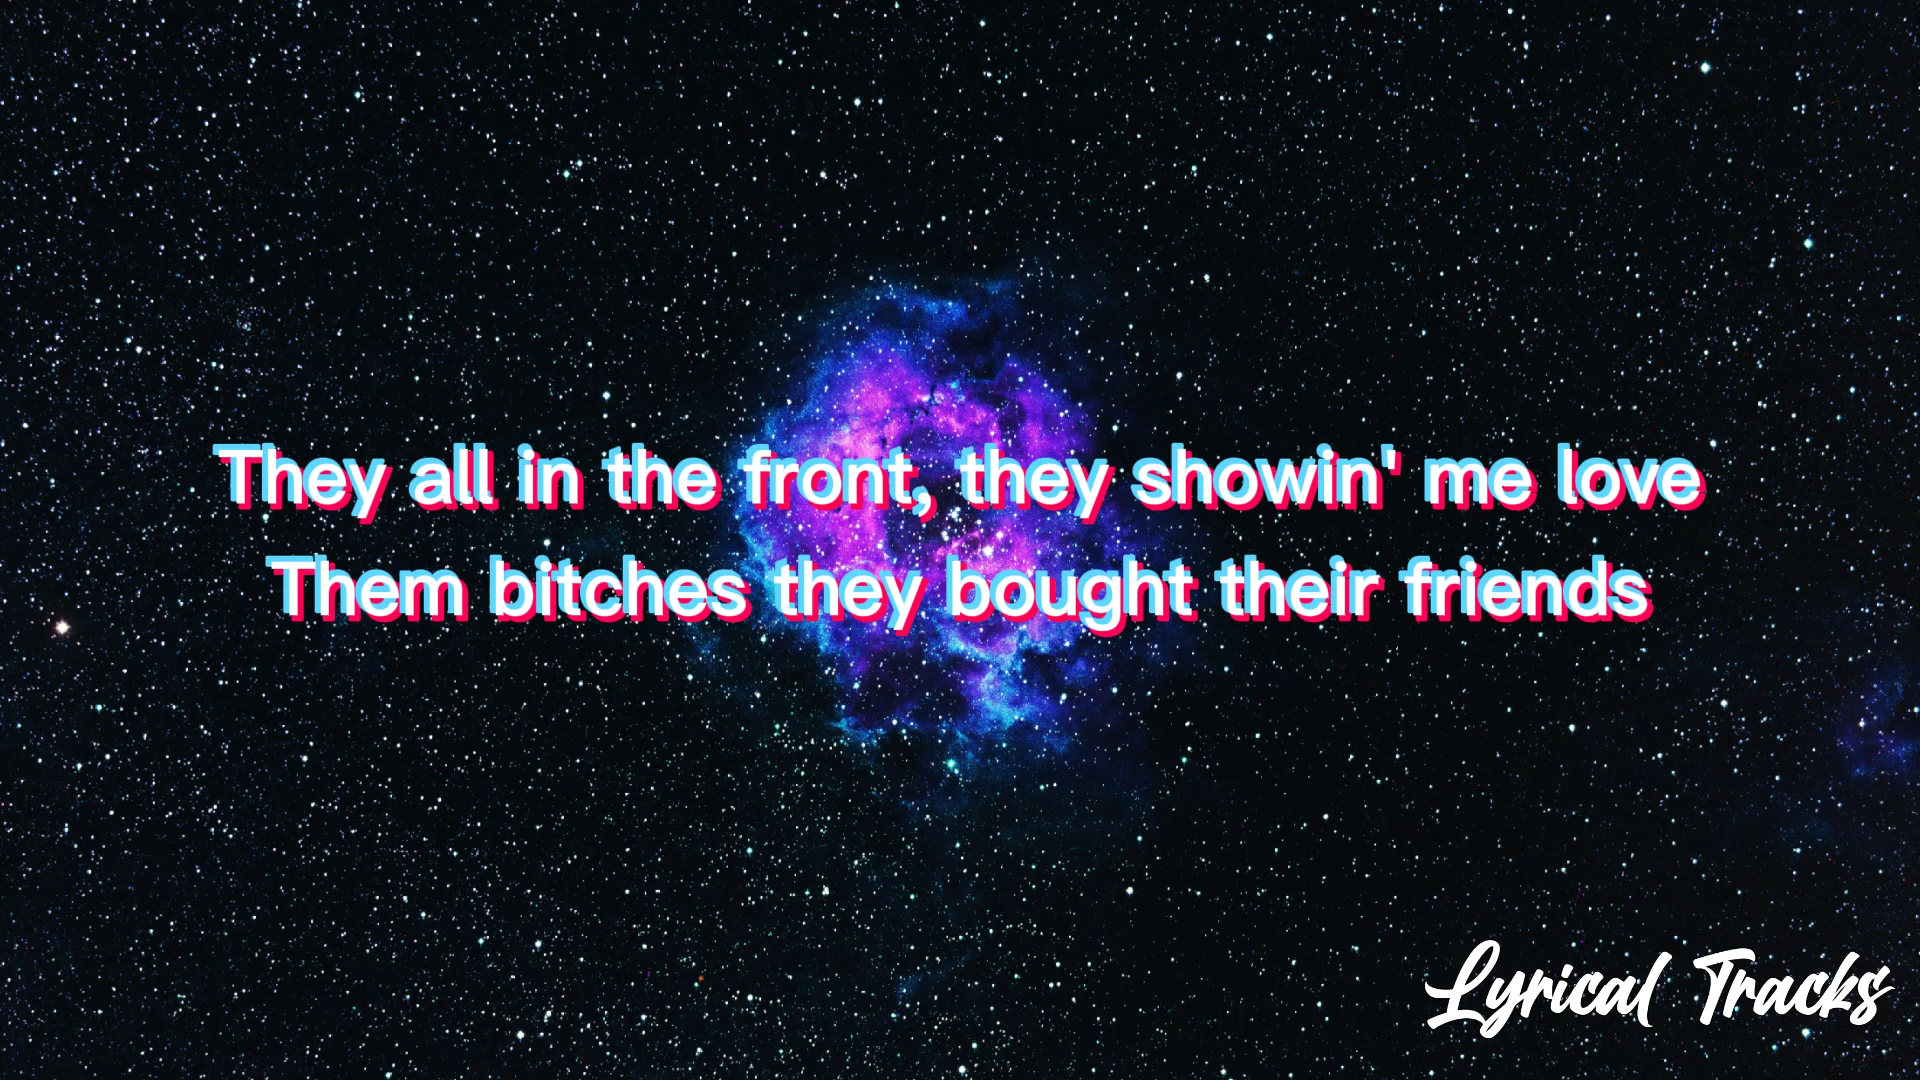 They all in the front, they showin' me love
Them bitches they bought their friends
Lyrical Tracks